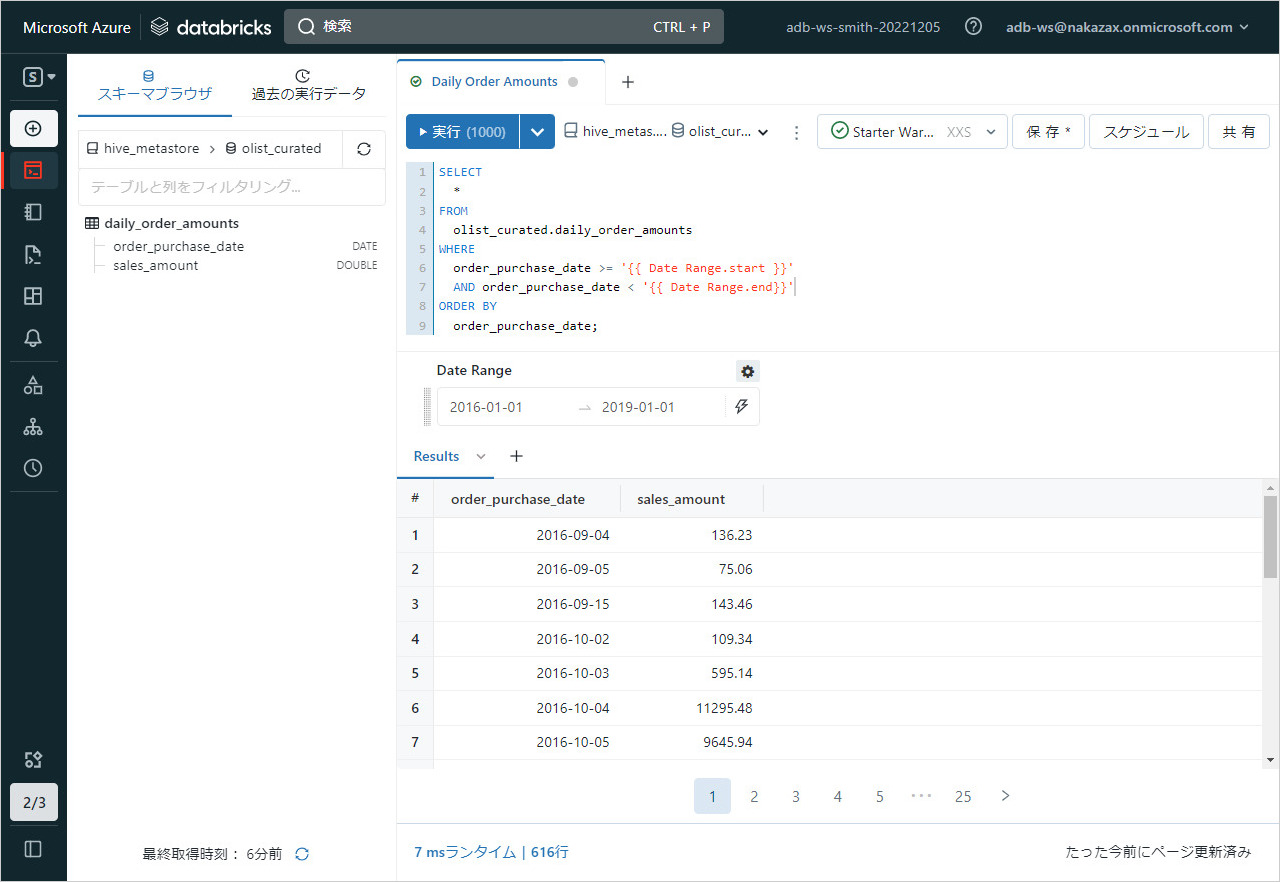 Microsoft Azure databricks 検索 CTRL + P adb-ws-smith-20221205 adb-ws@nakazax.onmicrosoft.com
S
2/3
スキーマブラウザ 過去の実行データ
hive_metastore > olist_curated
テーブルと列をフィルタリング...
daily_order_amounts
order_purchase_date DATE
sales_amount DOUBLE
最終取得時刻： 6分前
Daily Order Amounts
実行 (1000) hive_metas.... olist_cur... Starter War... XXS 保 存 * スケジュール 共 有
1 SELECT
2 *
3 FROM
4 olist_curated.daily_order_amounts
5 WHERE
6 order_purchase_date >= '{{ Date Range.start }}'
7 AND order_purchase_date < '{{ Date Range.end}}'
8 ORDER BY
9 order_purchase_date;
Date Range
2016-01-01 → 2019-01-01
Results
# order_purchase_date sales_amount
1 2016-09-04 136.23
2 2016-09-05 75.06
3 2016-09-15 143.46
4 2016-10-02 109.34
5 2016-10-03 595.14
6 2016-10-04 11295.48
7 2016-10-05 9645.94
1 2 3 4 5 ••• 25 >
7 msランタイム | 616行 たった今前にページ更新済み